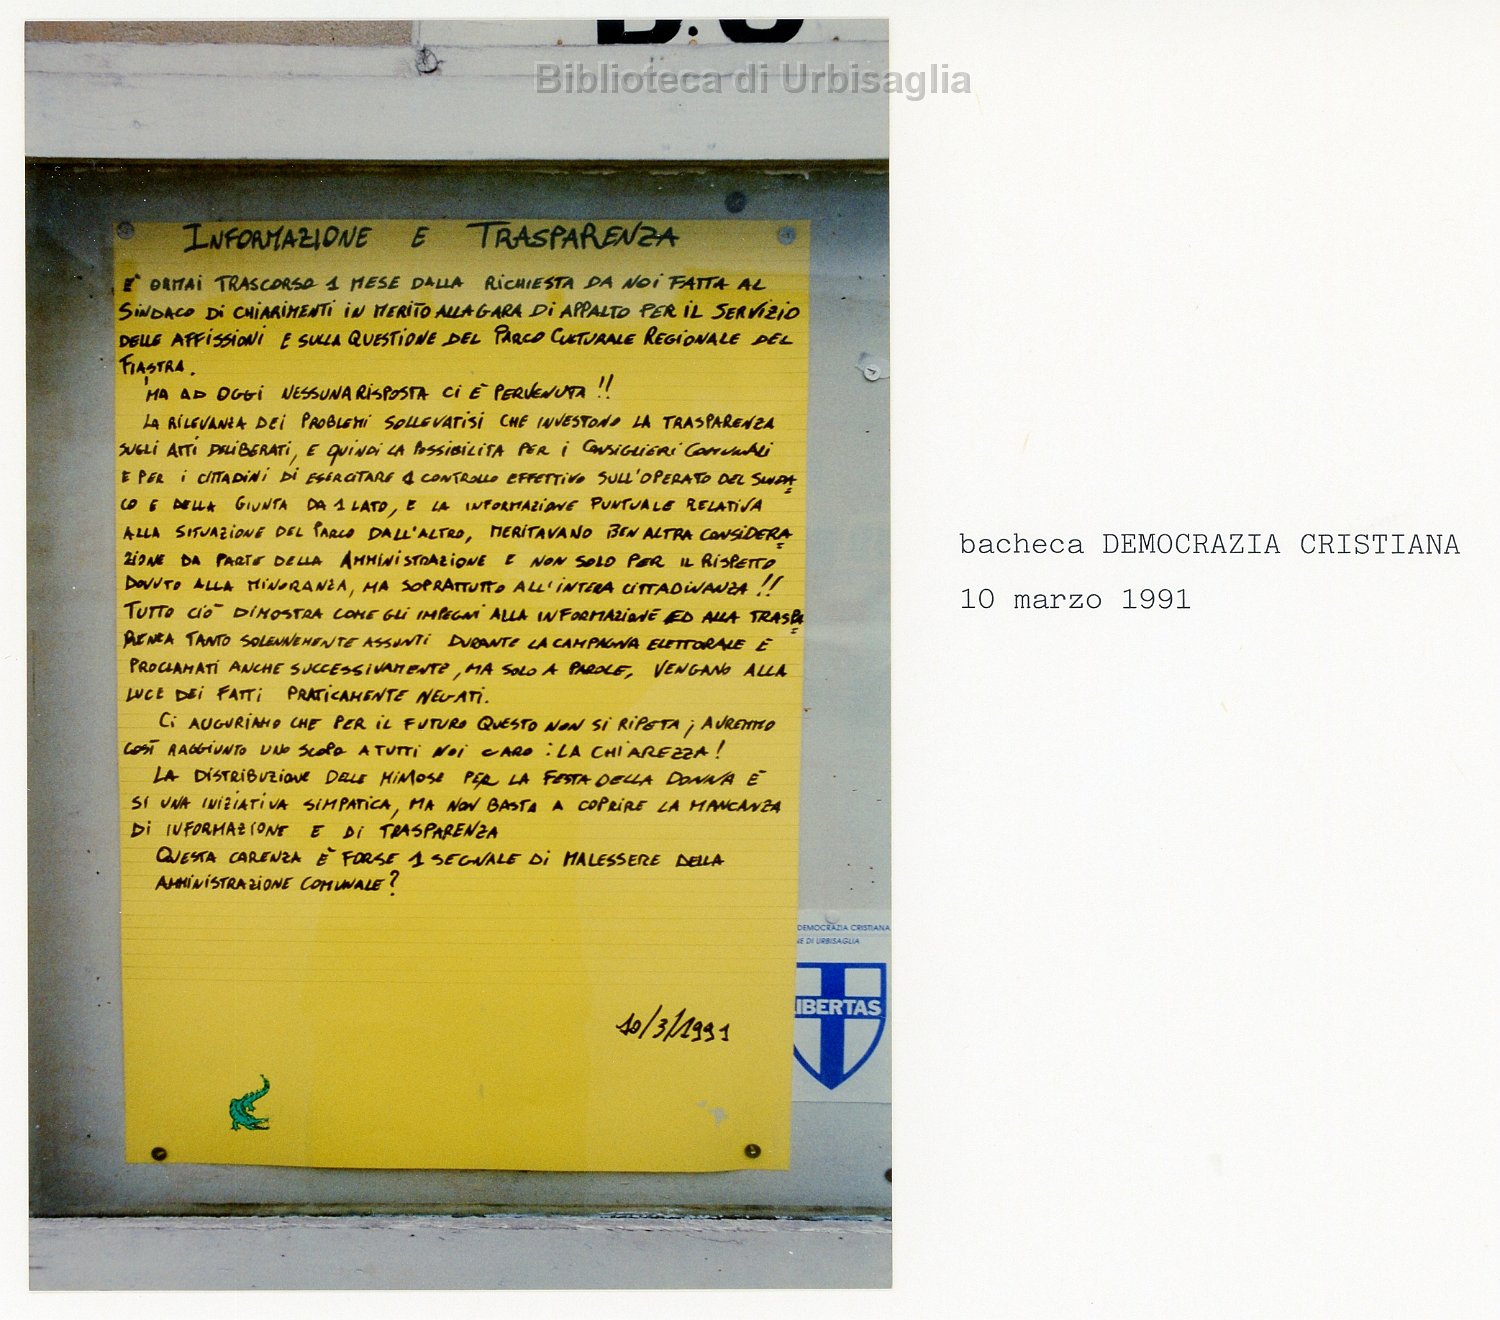 D.C
Biblioteca di Urbisaglia
INFORMAZIONE E TRASPARENZA
E' ORMAI TRASCORSO 1 MESE DALLA RICHIESTA DA NOI FATTA AL
SINDACO DI CHIARIMENTI IN MERITO ALLA GARA DI APPALTO PER IL SERVIZIO
DELLE AFFISSIONI E SULLA QUESTIONE DEL PARCO CULTURALE REGIONALE DEL
FIASTRA.
MA AD OGGI NESSUNA RISPOSTA CI È PERVENUTA!!
LA RILEVANZA DEI PROBLEMI SOLLEVATISI CHE INVESTONO LA TRASPARENZA
SUGLI ATTI DELIBERATI, E QUINDI LA POSSIBILITA PER I CONSIGLIERI COMUNALI
E PER I CITTADINI DI ESERCITARE 1 CONTROLLO EFFETTIVO SULL'OPERATO DEL SINDA=
CO E DELLA GIUNTA DA 1 LATO, E LA INFORMAZIONE PUNTUALE RELATIVA
ALLA SITUAZIONE DEL PARCO DALL'ALTRO, MERITAVANO BEN ALTRA CONSIDERA=
ZIONE DA PARTE DELLA AMMINISTRAZIONE E NON SOLO PER IL RISPETTO
DOVUTO ALLA MINORANZA, MA SOPRATTUTTO ALL'INTERA CITTADINANZA!!
TUTTO CIÒ DIMOSTRA COME GLI IMPEGNI ALLA INFORMAZIONE ED ALLA TRASPA=
RENZA TANTO SOLENNEMENTE ASSUNTI DURANTE LA CAMPAGNA ELETTORALE E
PROCLAMATI ANCHE SUCCESSIVAMENTE, MA SOLO A PAROLE, VENGANO ALLA
LUCE DEI FATTI PRATICAMENTE NEGATI.
CI AUGURIAMO CHE PER IL FUTURO QUESTO NON SI RIPETA; AVREMMO
COSÌ RAGGIUNTO UNO SCOPO A TUTTI NOI CARO: LA CHIAREZZA!
LA DISTRIBUZIONE DELLE MIMOSE PER LA FESTA DELLA DONNA È
SI UNA INIZIATIVA SIMPATICA, MA NON BASTA A COPRIRE LA MANCANZA
DI INFORMAZIONE E DI TRASPARENZA
QUESTA CARENZA È FORSE 1 SEGNALE DI MALESSERE DELLA
AMMINISTRAZIONE COMUNALE?
10/3/1991
DEMOCRAZIA CRISTIANA
NE DI URBISAGLIA
IBERTAS
bacheca DEMOCRAZIA CRISTIANA
10 marzo 1991